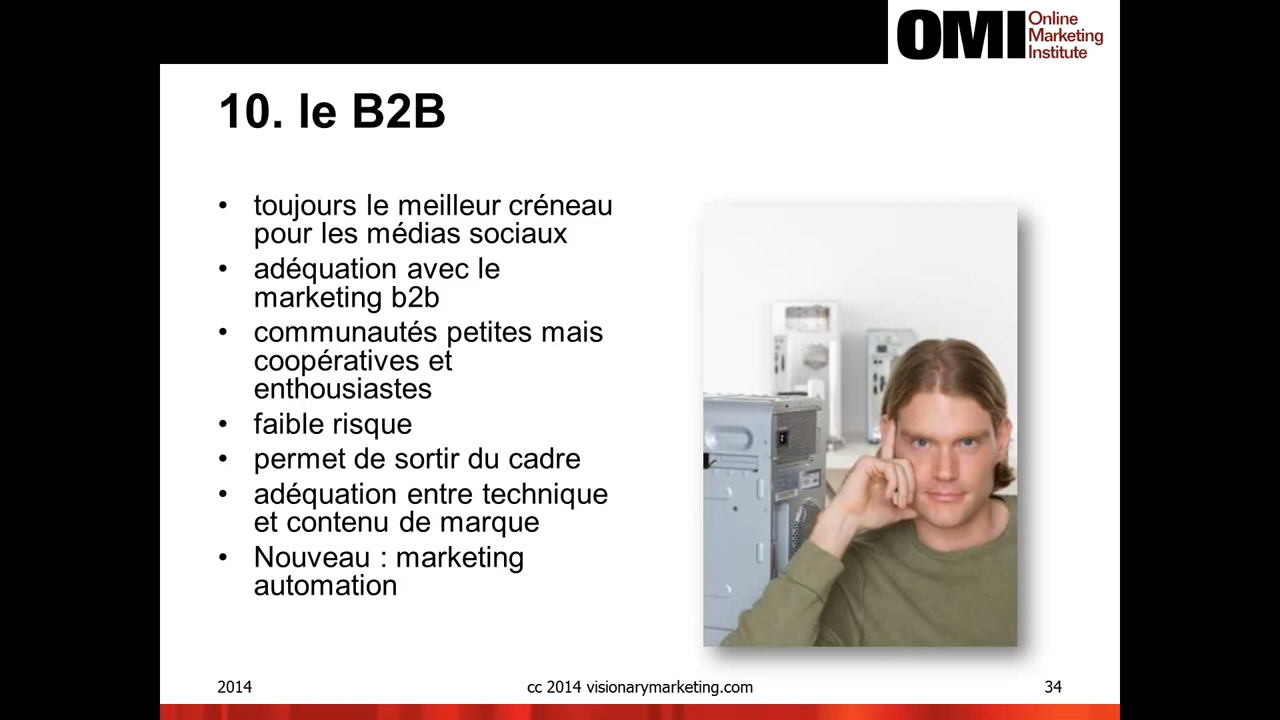 OMI
Online
Marketing
Institute
10. le B2B
• toujours le meilleur créneau
pour les médias sociaux
• adéquation avec le
marketing b2b
• communautés petites mais
coopératives et
enthousiastes
• faible risque
• permet de sortir du cadre
• adéquation entre technique
et contenu de marque
• Nouveau : marketing
automation
2014
cc 2014 visionarymarketing.com
34